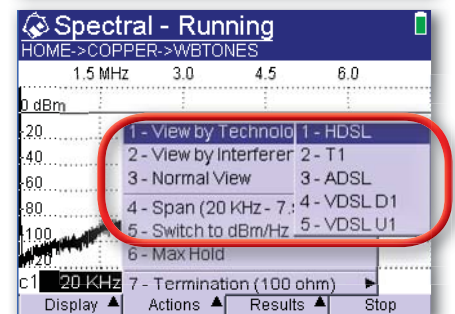 Spectral - Running
HOME->COPPER->WBTONES
1.5 MHz 3.0 4.5 6.0
0 dBm
-20
-40
-60
-80
-100
-120
1 - View by Technolo
2 - View by Interferer
3 - Normal View
4 - Span (20 KHz - 7.
5 - Switch to dBm/Hz
6 - Max Hold
7 - Termination (100 ohm)
1 - HDSL
2 - T1
3 - ADSL
4 - VDSL D1
5 - VDSL U1
c1 20 KHz
Display Actions Results Stop